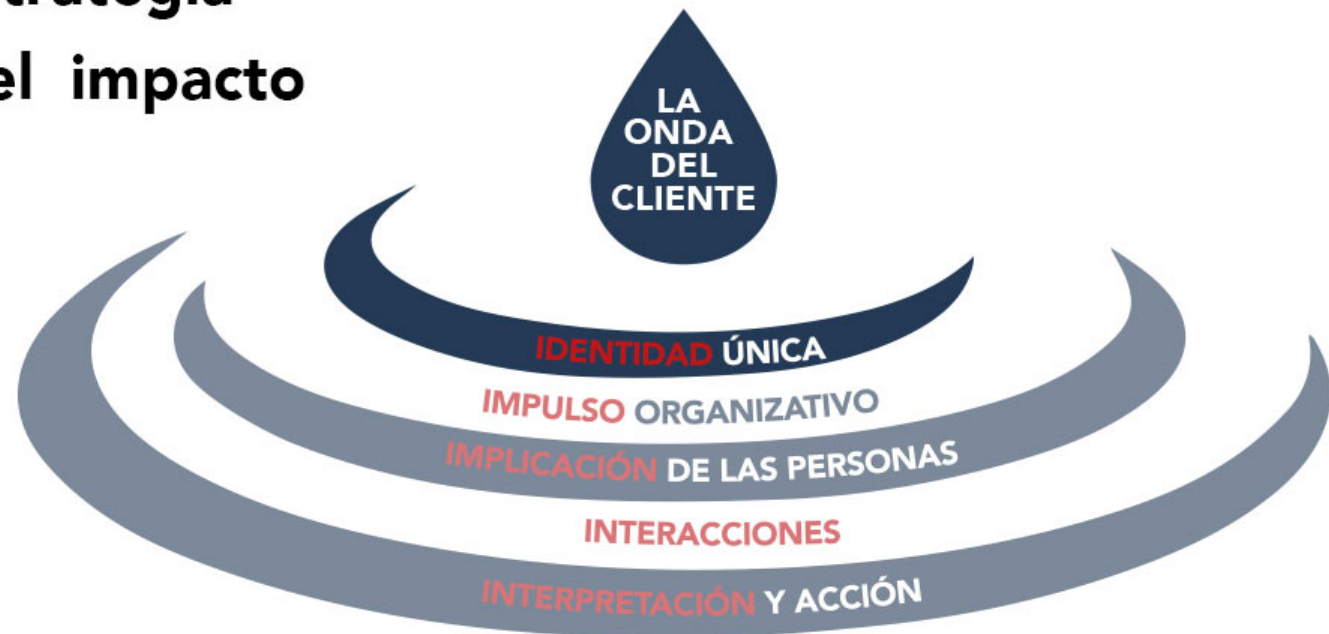 el impacto
LA
ONDA
DEL
CLIENTE
IDENTIDAD ÚNICA
IMPULSO ORGANIZATIVO
IMPLICACIÓN DE LAS PERSONAS
INTERACCIONES
INTERPRETACIÓN Y ACCIÓN